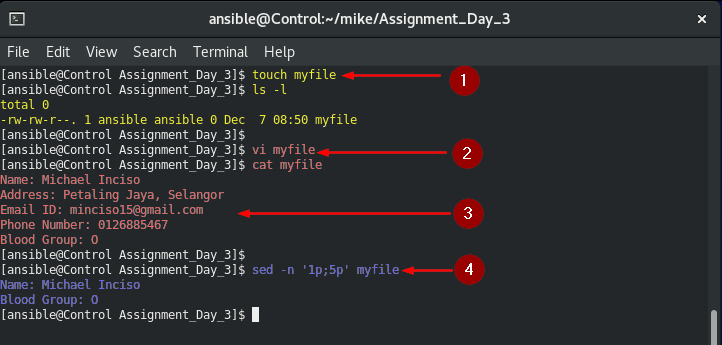 ansible@Control:~/mike/Assignment_Day_3
File Edit View Search Terminal Help
[ansible@Control Assignment_Day_3]$ touch myfile
1
[ansible@Control Assignment_Day_3]$ ls -l
total 0
-rw-rw-r--. 1 ansible ansible 0 Dec  7 08:50 myfile
[ansible@Control Assignment_Day_3]$
[ansible@Control Assignment_Day_3]$ vi myfile
2
[ansible@Control Assignment_Day_3]$ cat myfile
Name: Michael Inciso
Address: Petaling Jaya, Selangor
Email ID: minciso15@gmail.com
3
Phone Number: 0126885467
Blood Group: O
[ansible@Control Assignment_Day_3]$
[ansible@Control Assignment_Day_3]$ sed -n '1p;5p' myfile
4
Name: Michael Inciso
Blood Group: O
[ansible@Control Assignment_Day_3]$